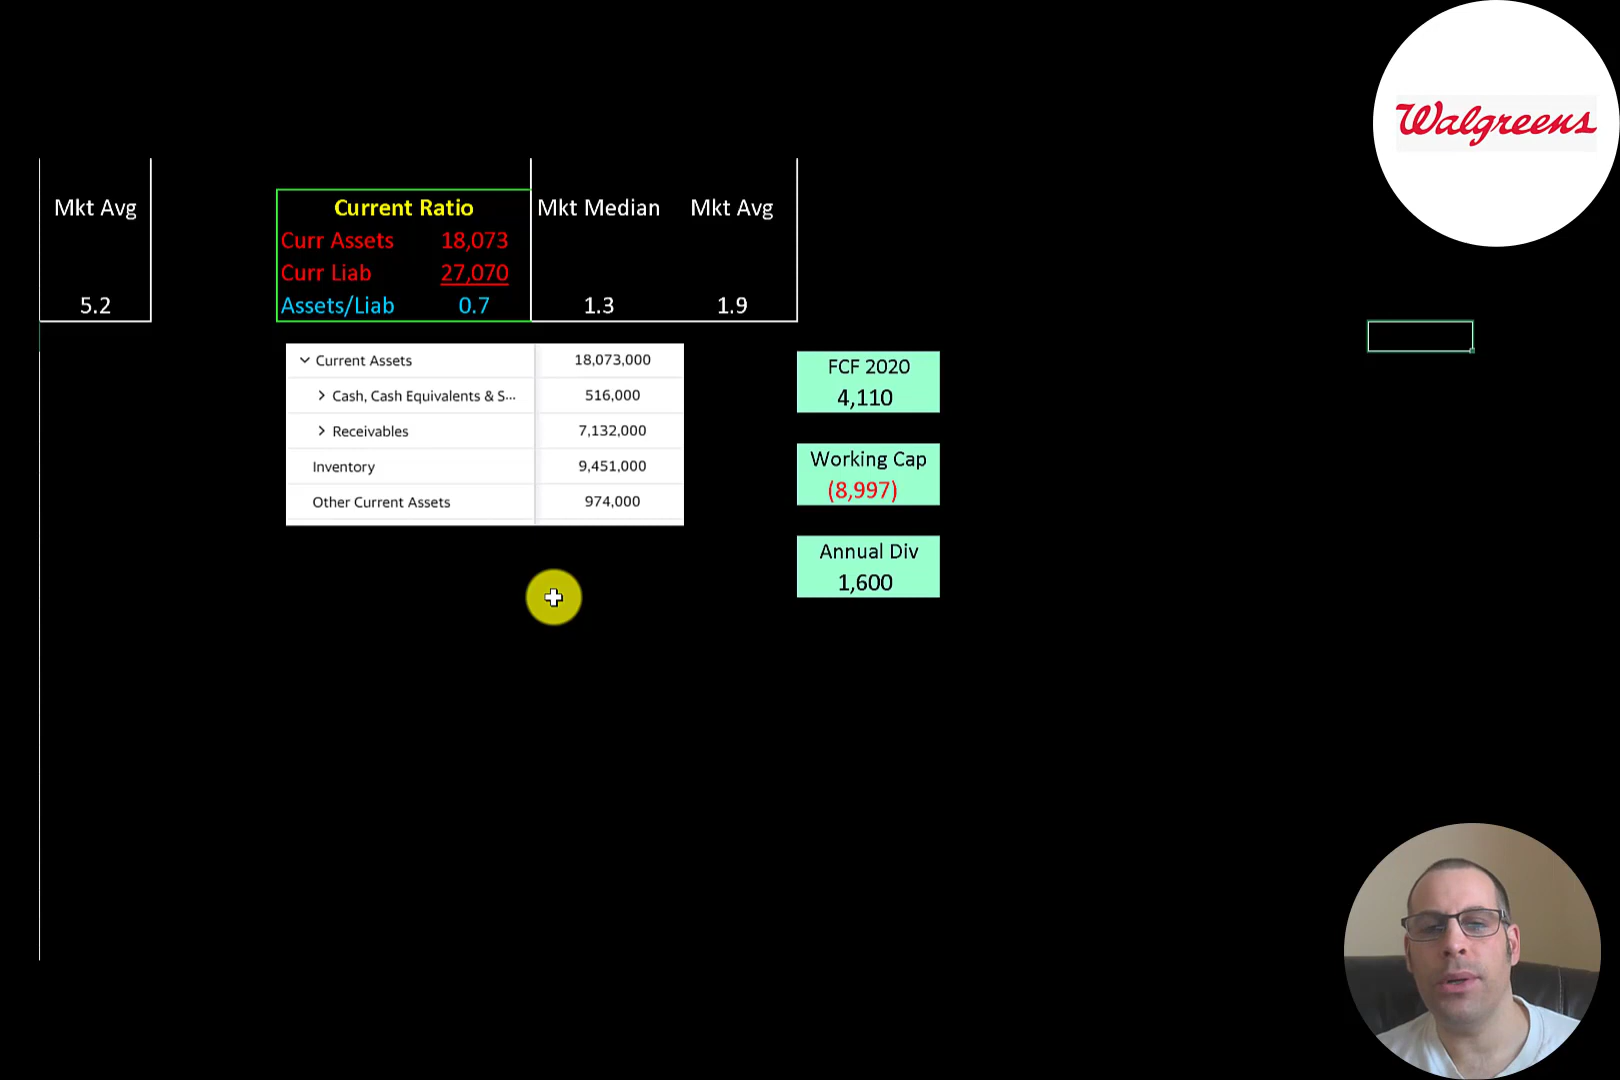 Walgreens
Mkt Avg
5.2
Current Ratio
Curr Assets 18,073
Curr Liab 27,070
Assets/Liab 0.7
Mkt Median Mkt Avg
1.3 1.9
Current Assets 18,073,000
Cash, Cash Equivalents & S... 516,000
Receivables 7,132,000
Inventory 9,451,000
Other Current Assets 974,000
FCF 2020
4,110
Working Cap
(8,997)
Annual Div
1,600